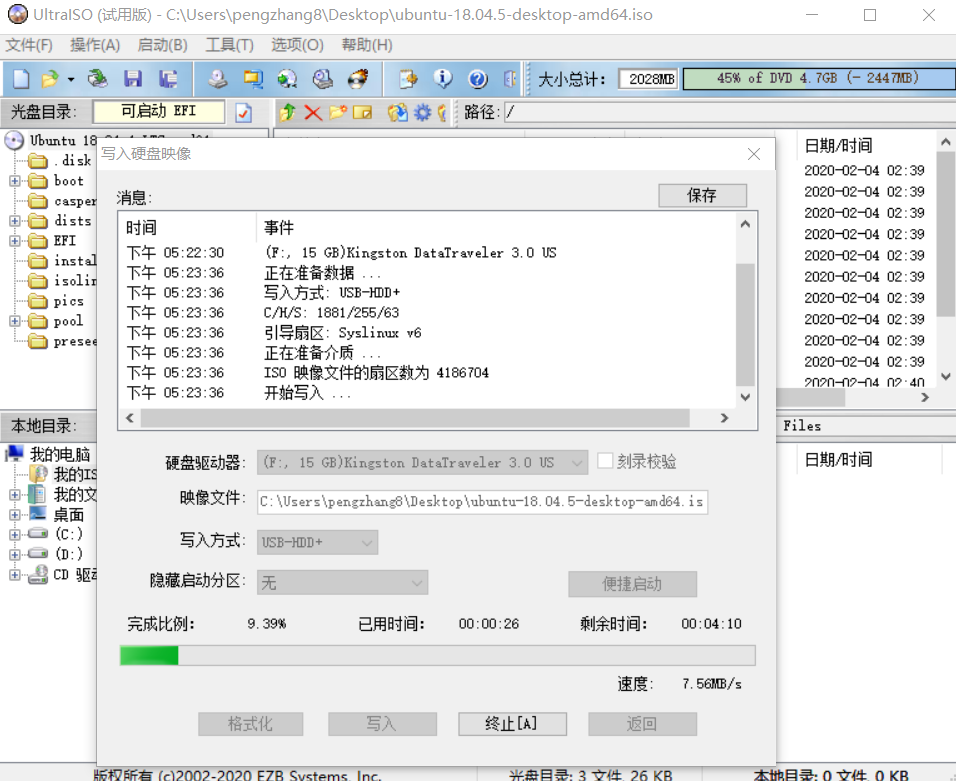 UltraISO (试用版) - C:\Users\pengzhang8\Desktop\ubuntu-18.04.5-desktop-amd64.iso
文件(F) 操作(A) 启动(B) 工具(T) 选项(O) 帮助(H)
大小总计: 2028MB 45% of DVD 4.7GB (- 2447MB)
光盘目录: 可启动 EFI 路径: /
Ubuntu 18
日期/时间
.disk
boot
casper
dists
EFI
instal
isolin
pics
pool
presee
2020-02-04 02:39
2020-02-04 02:39
2020-02-04 02:39
2020-02-04 02:39
2020-02-04 02:39
2020-02-04 02:39
2020-02-04 02:39
2020-02-04 02:39
2020-02-04 02:39
2020-02-04 02:39
2020-02-04 02:40
写入硬盘映像
消息: 保存
时间 事件
下午 05:22:30 (F:, 15 GB)Kingston DataTraveler 3.0 US
下午 05:23:36 正在准备数据 ...
下午 05:23:36 写入方式: USB-HDD+
下午 05:23:36 C/H/S: 1881/255/63
下午 05:23:36 引导扇区: Syslinux v6
下午 05:23:36 正在准备介质 ...
下午 05:23:36 ISO 映像文件的扇区数为 4186704
下午 05:23:36 开始写入 ...
硬盘驱动器: (F:, 15 GB)Kingston DataTraveler 3.0 US 刻录校验
映像文件: C:\Users\pengzhang8\Desktop\ubuntu-18.04.5-desktop-amd64.is
写入方式: USB-HDD+
隐藏启动分区: 无 便捷启动
完成比例: 9.39% 已用时间: 00:00:26 剩余时间: 00:04:10
速度: 7.56MB/s
格式化 写入 终止[A] 返回
本地目录: Files
我的电脑 日期/时间
我的IS
我的文
桌面
(C:)
(D:)
CD 驱动
版权所有 (c)2002-2020 EZB Systems, Inc. 光盘目录: 3 文件, 26 KB 本地目录: 0 文件, 0 KB